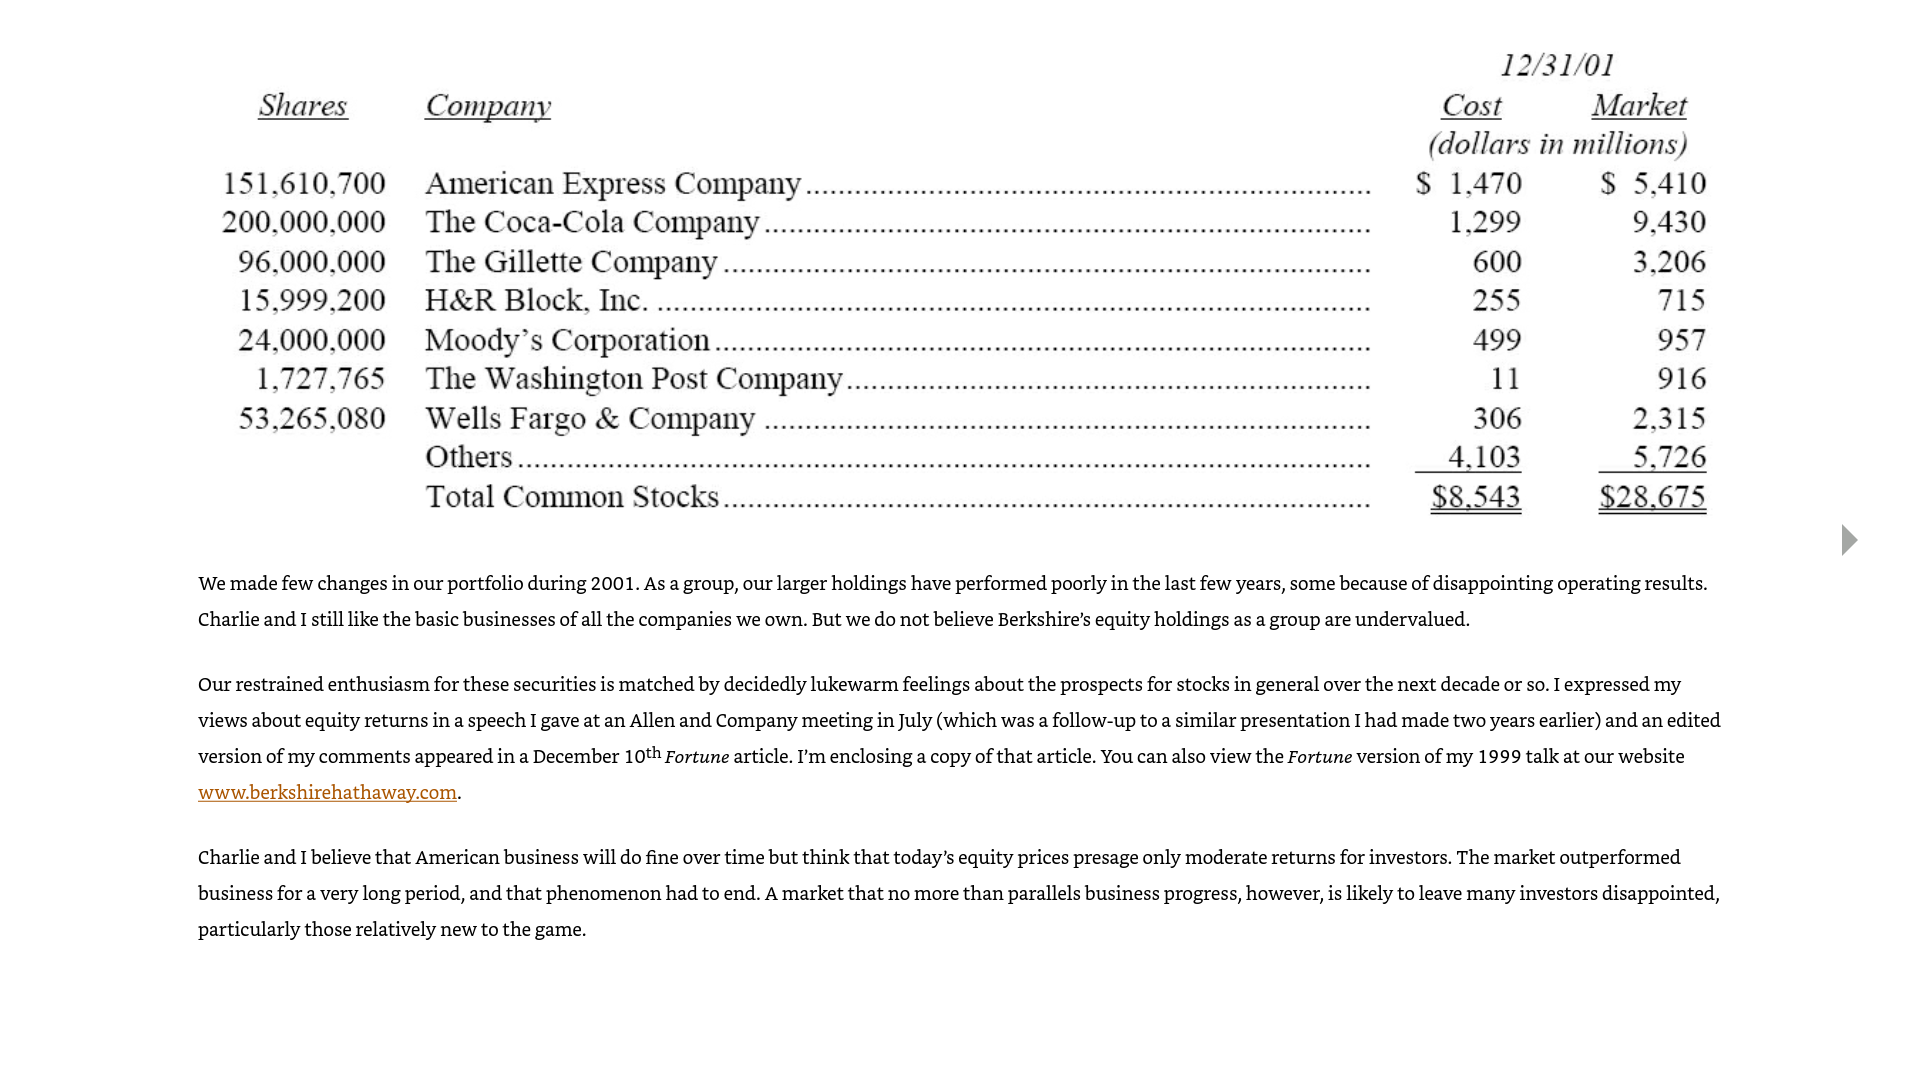 12/31/01
Shares Company Cost Market
(dollars in millions)
151,610,700 American Express Company ........ $ 1,470 $ 5,410
200,000,000 The Coca-Cola Company ........ 1,299 9,430
96,000,000 The Gillette Company ........ 600 3,206
15,999,200 H&R Block, Inc. ........ 255 715
24,000,000 Moody's Corporation ........ 499 957
1,727,765 The Washington Post Company ........ 11 916
53,265,080 Wells Fargo & Company ........ 306 2,315
Others ........ 4,103 5,726
Total Common Stocks ........ $8,543 $28,675
We made few changes in our portfolio during 2001. As a group, our larger holdings have performed poorly in the last few years, some because of disappointing operating results.
Charlie and I still like the basic businesses of all the companies we own. But we do not believe Berkshire’s equity holdings as a group are undervalued.
Our restrained enthusiasm for these securities is matched by decidedly lukewarm feelings about the prospects for stocks in general over the next decade or so. I expressed my
views about equity returns in a speech I gave at an Allen and Company meeting in July (which was a follow-up to a similar presentation I had made two years earlier) and an edited
version of my comments appeared in a December 10th Fortune article. I’m enclosing a copy of that article. You can also view the Fortune version of my 1999 talk at our website
www.berkshirehathaway.com.
Charlie and I believe that American business will do fine over time but think that today’s equity prices presage only moderate returns for investors. The market outperformed
business for a very long period, and that phenomenon had to end. A market that no more than parallels business progress, however, is likely to leave many investors disappointed,
particularly those relatively new to the game.